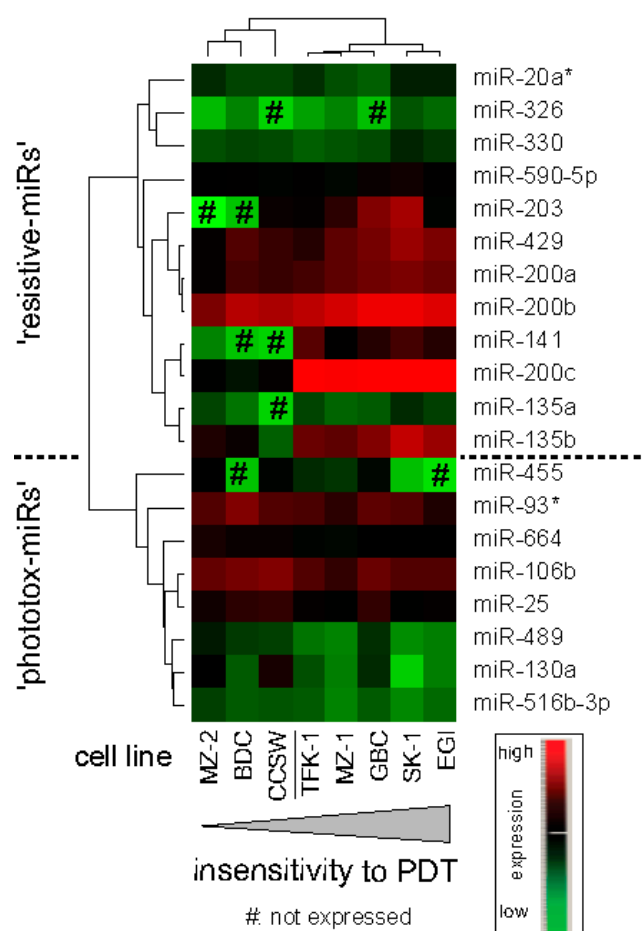 'resistive-miRs'
'phototox-miRs'
miR-20a*
# # miR-326
miR-330
miR-590-5p
# # miR-203
miR-429
miR-200a
miR-200b
# # miR-141
miR-200c
# miR-135a
miR-135b
# # miR-455
miR-93*
miR-664
miR-106b
miR-25
miR-489
miR-130a
miR-516b-3p
cell line
MZ-2
BDC
CCSW
TFK-1
MZ-1
GBC
SK-1
EGI
insensitivity to PDT
#: not expressed
high
expression
low